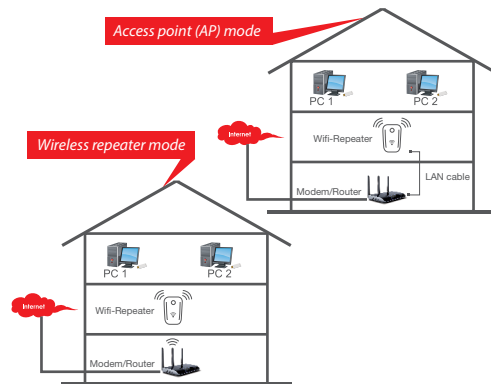 Access point (AP) mode
PC 1
PC 2
Internet
Wifi-Repeater
LAN cable
Modem/Router
Wireless repeater mode
PC 1
PC 2
Internet
Wifi-Repeater
Modem/Router